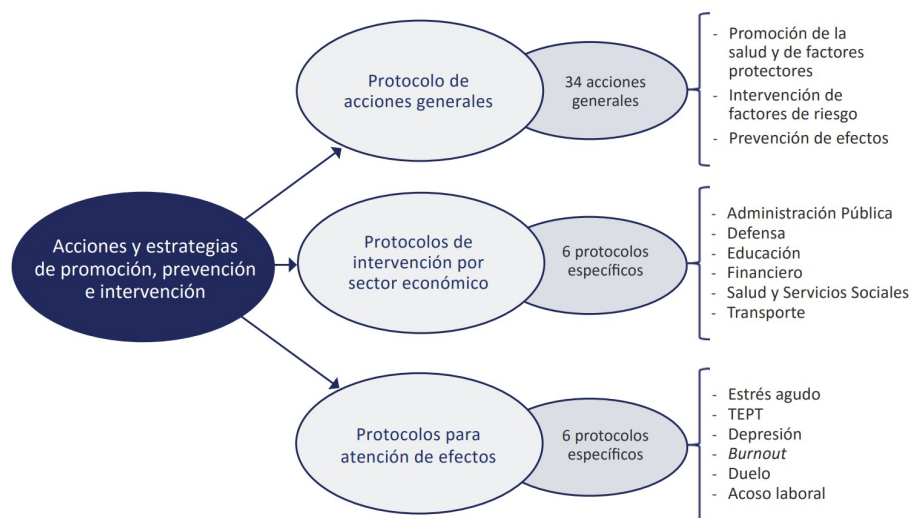 Acciones y estrategias
de promoción, prevención
e intervención
Protocolo de
acciones generales
34 acciones
generales
- Promoción de la
salud y de factores
protectores
- Intervención de
factores de riesgo
- Prevención de efectos
Protocolos de
intervención por
sector económico
6 protocolos
específicos
- Administración Pública
- Defensa
- Educación
- Financiero
- Salud y Servicios Sociales
- Transporte
Protocolos para
atención de efectos
6 protocolos
específicos
- Estrés agudo
- TEPT
- Depresión
- Burnout
- Duelo
- Acoso laboral